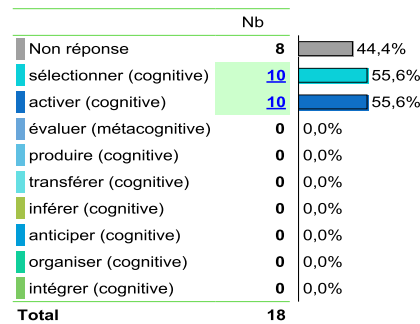 Nb
Non réponse 8 44,4%
sélectionner (cognitive) 10 55,6%
activer (cognitive) 10 55,6%
évaluer (métacognitive) 0 0,0%
produire (cognitive) 0 0,0%
transférer (cognitive) 0 0,0%
inférer (cognitive) 0 0,0%
anticiper (cognitive) 0 0,0%
organiser (cognitive) 0 0,0%
intégrer (cognitive) 0 0,0%
Total 18